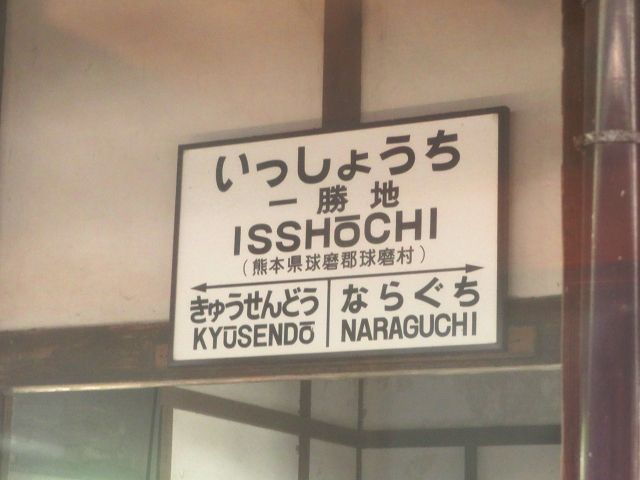 いっしょうち
一勝地
ISSHōCHI
(熊本県球磨郡球磨村)
きゅうせんどう ならぐち
KYūSENDō NARAGUCHI